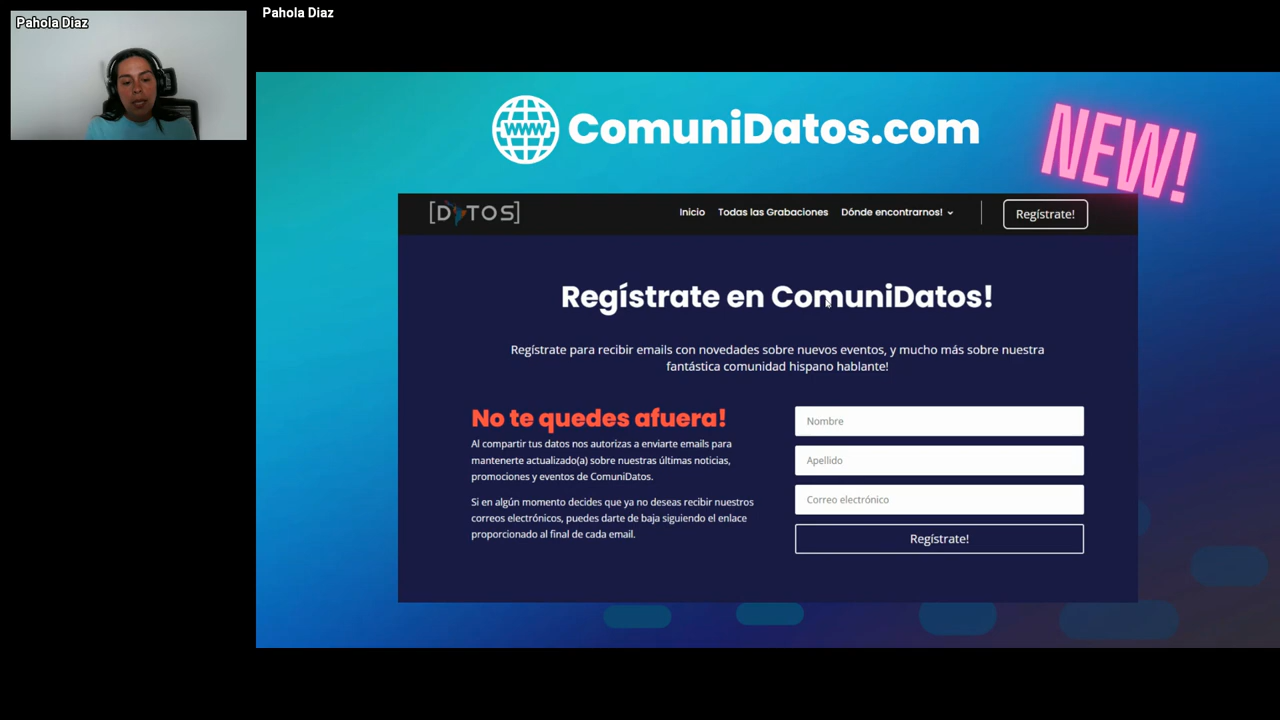 Pahola Diaz
Pahola Diaz
WWW
ComuniDatos.com
NEW!
[DATOS]
Inicio
Todas las Grabaciones
Dónde encontrarnos!
Regístrate!
Regístrate en ComuniDatos!
Regístrate para recibir emails con novedades sobre nuevos eventos, y mucho más sobre nuestra
fantástica comunidad hispano hablante!
No te quedes afuera!
Al compartir tus datos nos autorizas a enviarte emails para
mantenerte actualizado(a) sobre nuestras últimas noticias,
promociones y eventos de ComuniDatos.
Si en algún momento decides que ya no deseas recibir nuestros
correos electrónicos, puedes darte de baja siguiendo el enlace
proporcionado al final de cada email.
Nombre
Apellido
Correo electrónico
Regístrate!